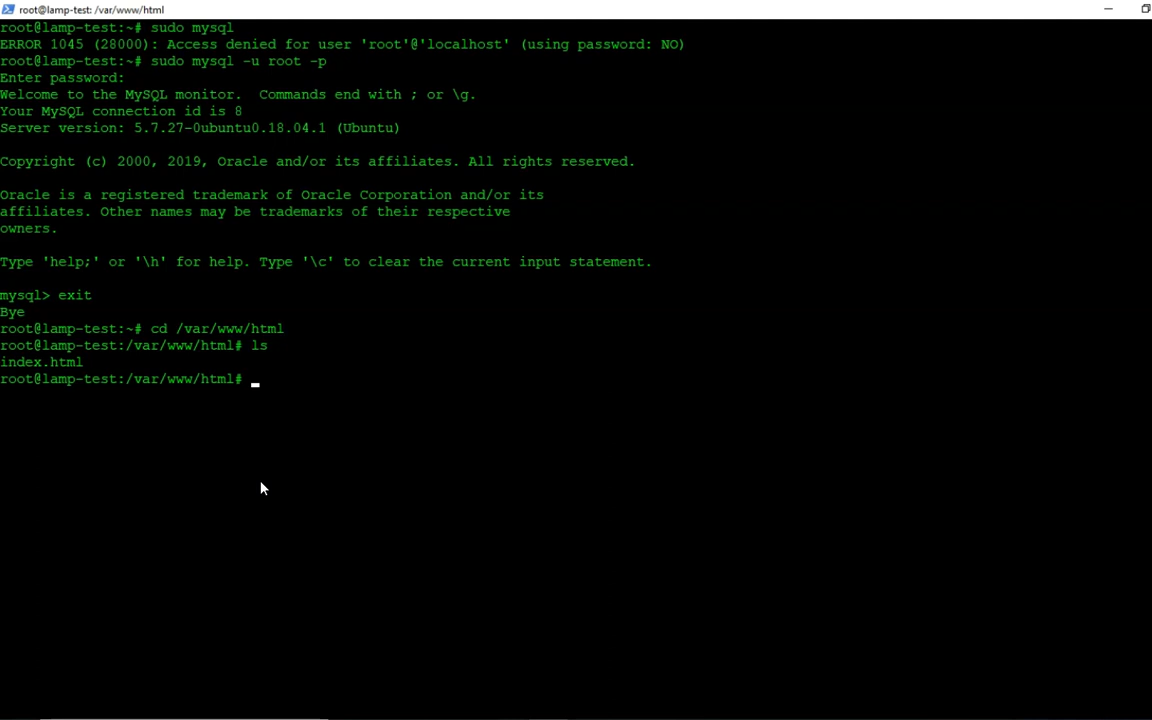 root@lamp-test: /var/www/html
root@lamp-test:~# sudo mysql
ERROR 1045 (28000): Access denied for user 'root'@'localhost' (using password: NO)
root@lamp-test:~# sudo mysql -u root -p
Enter password:
Welcome to the MySQL monitor.  Commands end with ; or \g.
Your MySQL connection id is 8
Server version: 5.7.27-0ubuntu0.18.04.1 (Ubuntu)
Copyright (c) 2000, 2019, Oracle and/or its affiliates. All rights reserved.
Oracle is a registered trademark of Oracle Corporation and/or its
affiliates. Other names may be trademarks of their respective
owners.
Type 'help;' or '\h' for help. Type '\c' to clear the current input statement.
mysql> exit
Bye
root@lamp-test:~# cd /var/www/html
root@lamp-test:/var/www/html# ls
index.html
root@lamp-test:/var/www/html#